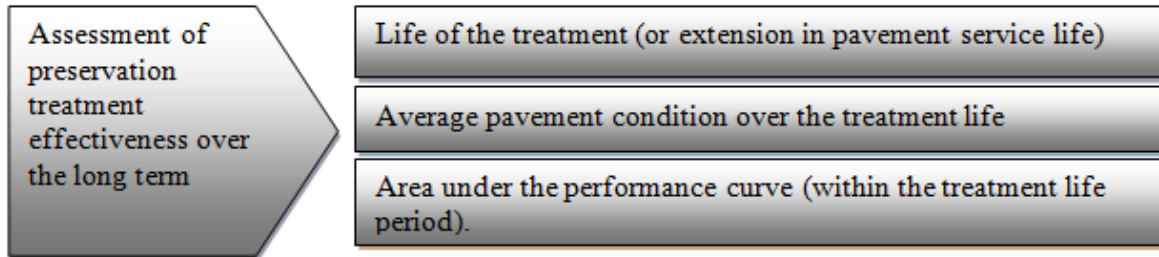 Assessment of
preservation
treatment
effectiveness over
the long term
Life of the treatment (or extension in pavement service life)
Average pavement condition over the treatment life
Area under the performance curve (within the treatment life
period).